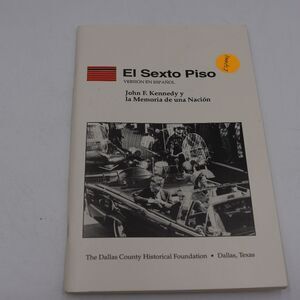 El Sexto Piso
VERSIÓN EN ESPAÑOL
John F. Kennedy y
la Memoria de una Nación
The Dallas County Historical Foundation • Dallas, Texas